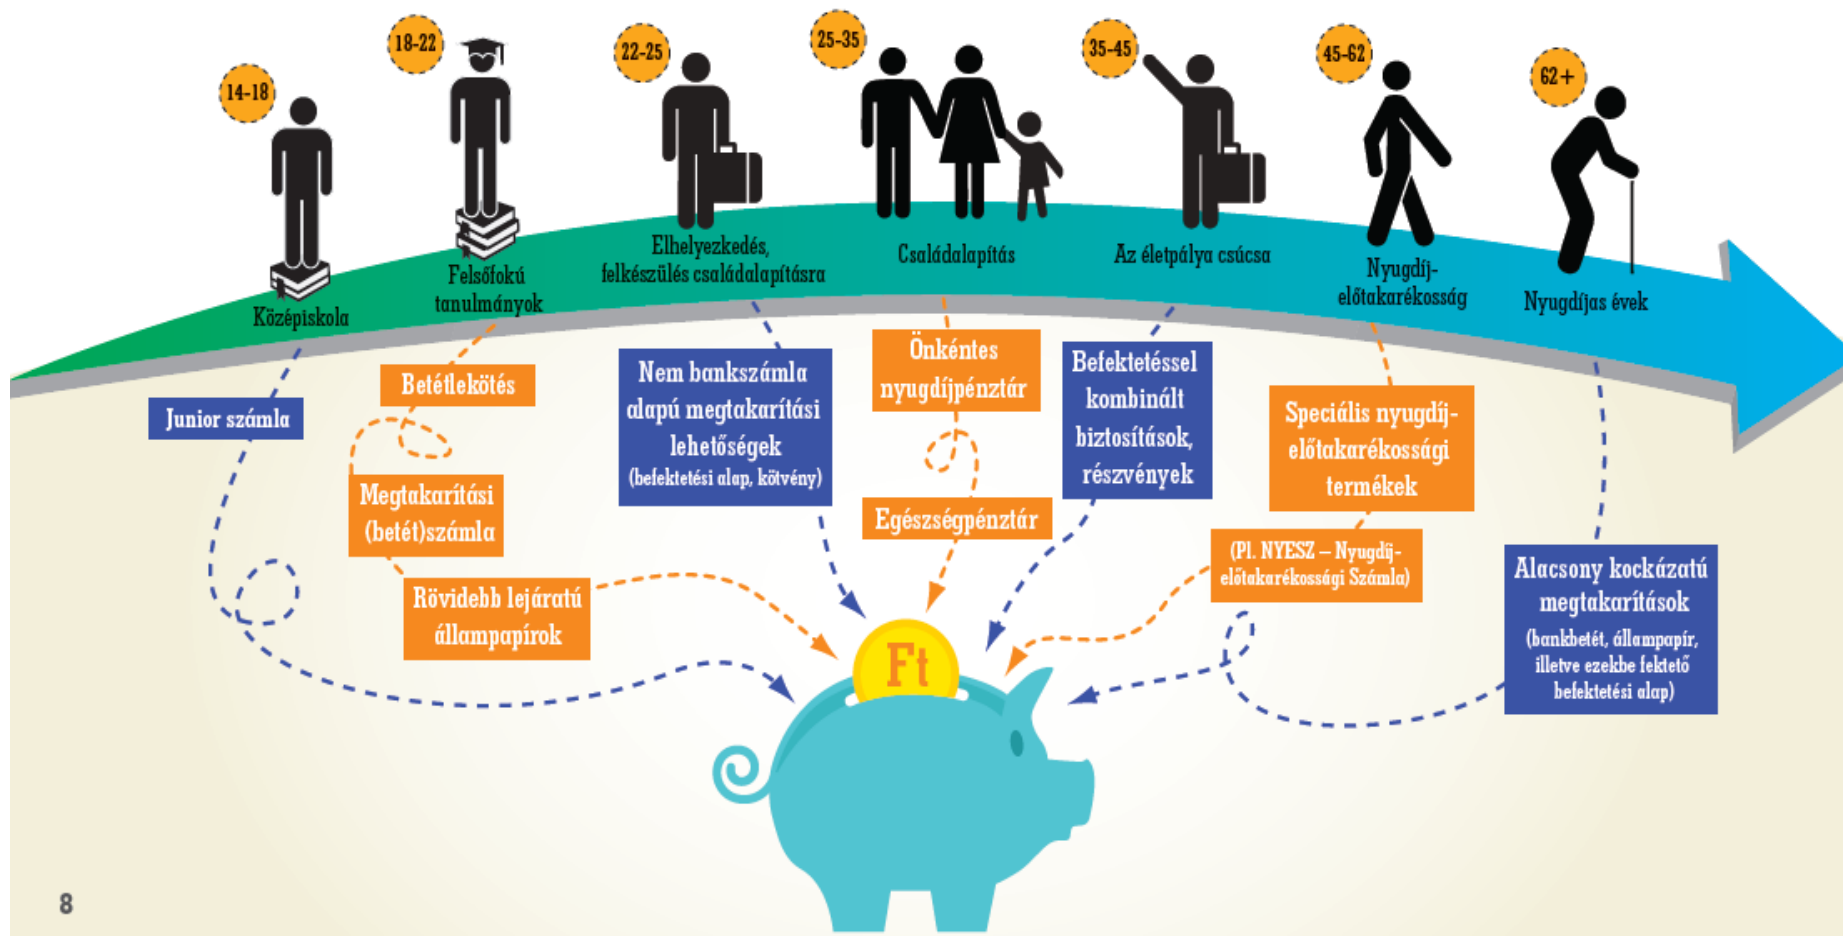 14-18
18-22
22-25
25-35
35-45
45-62
62+
Középiskola
Felsőfokú
tanulmányok
Elhelyezkedés,
felkészülés családalapításra
Családalapítás
Az életpálya csúcsa
Nyugdíj-
előtakarékosság
Nyugdíjas évek
Junior számla
Betétlekötés
Megtakarítási
(betét)számla
Rövidebb lejáratú
állampapírok
Nem bankszámla
alapú megtakarítási
lehetőségek
(befektetési alap, kötvény)
Önkéntes
nyugdíjpénztár
Egészségpénztár
Befektetéssel
kombinált
biztosítások,
részvények
Speciális nyugdíj-
előtakarékossági
termékek
(Pl. NYESZ – Nyugdíj-
előtakarékossági Számla)
Alacsony kockázatú
megtakarítások
(bankbetét, állampapír,
illetve ezekbe fektető
befektetési alap)
Ft
8